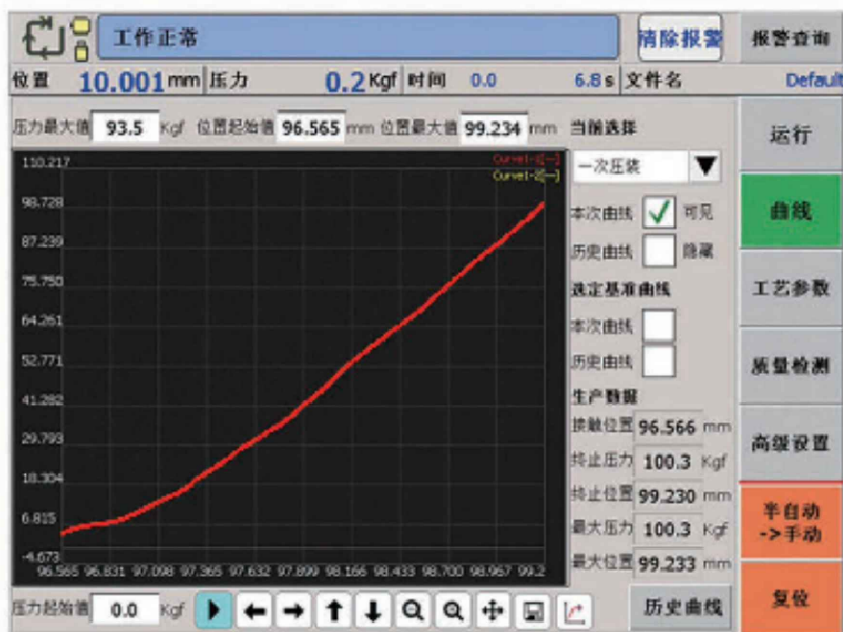 工作正常 清除报警 报警查询
位置 10.001 mm 压力 0.2 Kgf 时间 0.0 6.8 s 文件名 Default
压力最大值 93.5 Kgf 位置起始值 96.565 mm 位置最大值 99.234 mm 当前选择
运行
110.217 Curve1-1[--]
一次压装
Curve1-2[--]
98.728
本次曲线 可见
曲线
87.239
历史曲线 隐藏
75.750
选定基准曲线
工艺参数
64.261
本次曲线
52.771
历史曲线
质量检测
41.282
生产数据
29.793
接触位置 96.566 mm
高级设置
18.304
终止压力 100.3 Kgf
终止位置 99.230 mm
6.815
最大压力 100.3 Kgf
半自动
->手动
-4.673
最大位置 99.233 mm
96.565 96.831 97.098 97.365 97.632 97.899 98.166 98.433 98.700 98.967 99.2
压力起始值 0.0 Kgf 历史曲线 复位